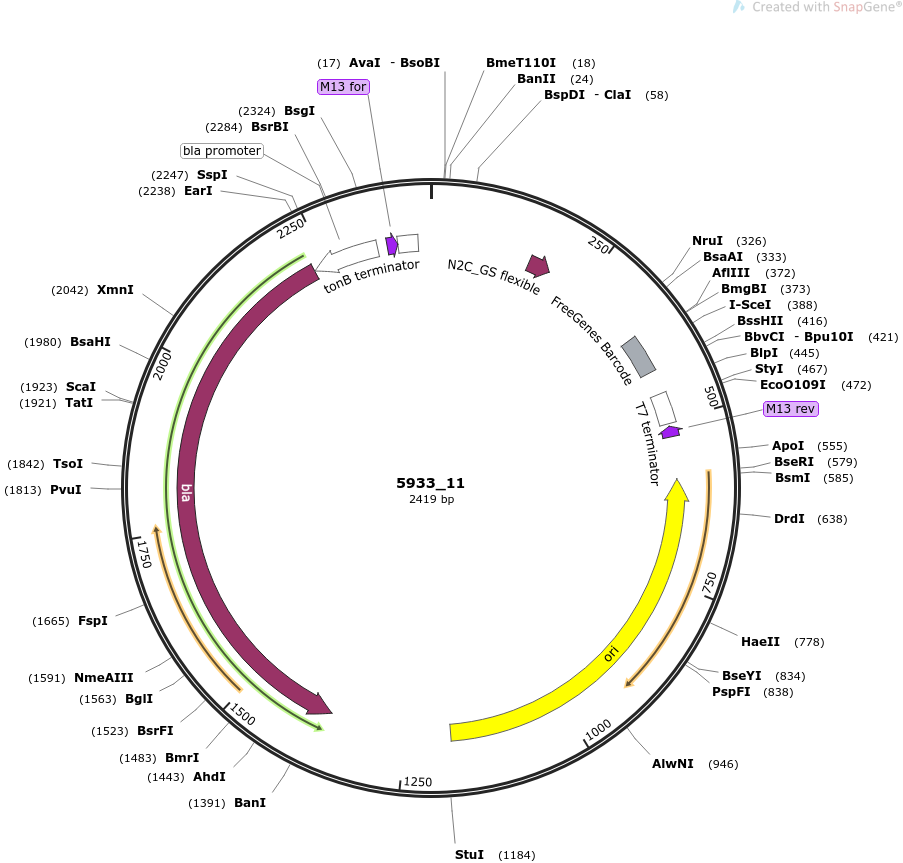 Created with SnapGene®
(17) AvaI - BsoBI
BmeT110I (18)
M13 for
BanII (24)
(2324) BsgI
BspDI - ClaI (58)
(2284) BsrBI
bla promoter
(2247) SspI
(2238) EarI
2250
250
tonB terminator
N2C_GS flexible
NruI (326)
BsaAI (333)
AflIII (372)
BmgBI (373)
I-SceI (388)
BssHII (416)
BbvCI - Bpu10I (421)
BlpI (445)
StyI (467)
EcoO109I (472)
FreeGenes Barcode
(2042) XmnI
(1980) BsaHI
2000
(1923) ScaI
(1921) TatI
500
M13 rev
T7 terminator
ApoI (555)
BseRI (579)
BsmI (585)
(1842) TsoI
(1813) PvuI
bla
5933_11
2419 bp
DrdI (638)
1750
750
(1665) FspI
HaeII (778)
ori
(1591) NmeAIII
BseYI (834)
(1563) BglI
PspFI (838)
1500
(1523) BsrFI
1000
(1483) BmrI
AlwNI (946)
(1443) AhdI
1250
(1391) BanI
StuI (1184)